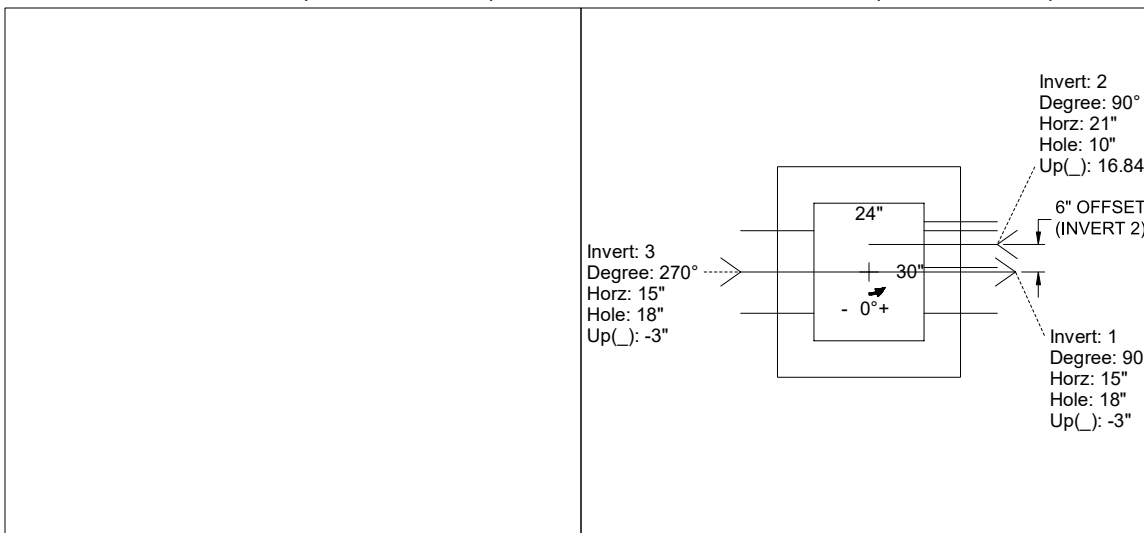 Invert: 2
Degree: 90°
Horz: 21"
Hole: 10"
Up(_): 16.84
6" OFFSET
(INVERT 2)
24"
30"
- 0°+
Invert: 3
Degree: 270°
Horz: 15"
Hole: 18"
Up(_): -3"
Invert: 1
Degree: 90
Horz: 15"
Hole: 18"
Up(_): -3"